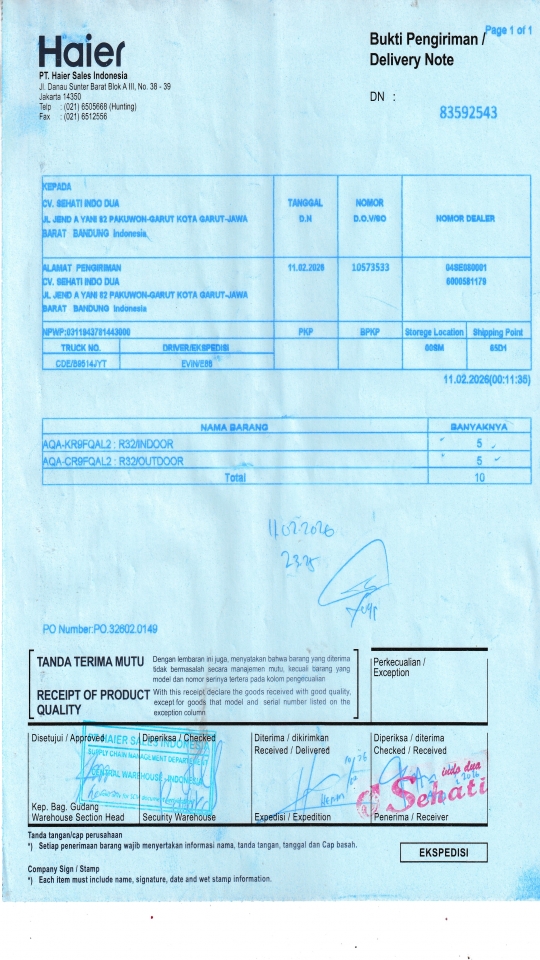 Page 1 of 1
Haier
Bukti Pengiriman /
Delivery Note
PT. Haier Sales Indonesia
Jl. Danau Sunter Barat Blok A III, No. 38 - 39
Jakarta 14350
Telp : (021) 6505668 (Hunting)
Fax : (021) 6512556
DN :
83592543
KEPADA
CV. SEHATI INDO DUA
JL JEND A YANI 82 PAKUWON-GARUT KOTA GARUT-JAWA
BARAT BANDUNG Indonesia
TANGGAL
D.N
NOMOR
D.O./SO
NOMOR DEALER
ALAMAT PENGIRIMAN
CV. SEHATI INDO DUA
JL JEND A YANI 82 PAKUWON-GARUT KOTA GARUT-JAWA
BARAT BANDUNG Indonesia
11.02.2026
10573533
NPWP:0311943781443000
PKP
BPKP
Storage Location
Shipping Point
TRUCK NO.
DRIVER/EKSPEDISI
CDE/B9514JYT
EVIN/E88
11.02.2026(00:11:35)
NAMA BARANG
BANYAKNYA
AQA-KR9FQAL2 : R32/INDOOR
5
AQA-CR9FQAL2 : R32/OUTDOOR
5
Total
10
11.02.2026
23.25
PO Number:PO.32602.0149
TANDA TERIMA MUTU
Dengan lembaran ini juga, menyatakan bahwa barang yang diterima
tidak bermasalah secara manajemen mutu, kecuali barang yang
model dan nomor serinya tertera pada kolom pengecualian
RECEIPT OF PRODUCT
QUALITY
With this receipt declare the goods received with good quality,
except for goods that model and serial number listed on the
exception column
Perkecualian /
Exception
Disetujui / Approved
Diperiksa / Checked
Diterima / dikirimkan
Received / Delivered
Diperiksa / diterima
Checked / Received
HAIER SALES INDONESIA
SUPPLY CHAIN MANAGEMENT DEPARTMENT
CENTRAL WAREHOUSE - INDONESIA
indo dua
Sehati
Kep. Bag. Gudang
Warehouse Section Head
Security Warehouse
Expedisi / Expedition
Penerima / Receiver
Tanda tangan/cap perusahaan
*) Setiap penerimaan barang wajib menyertakan informasi nama, tanda tangan, tanggal dan Cap basah.
EKSPEDISI
Company Sign / Stamp
*) Each item must include name, signature, date and wet stamp information.